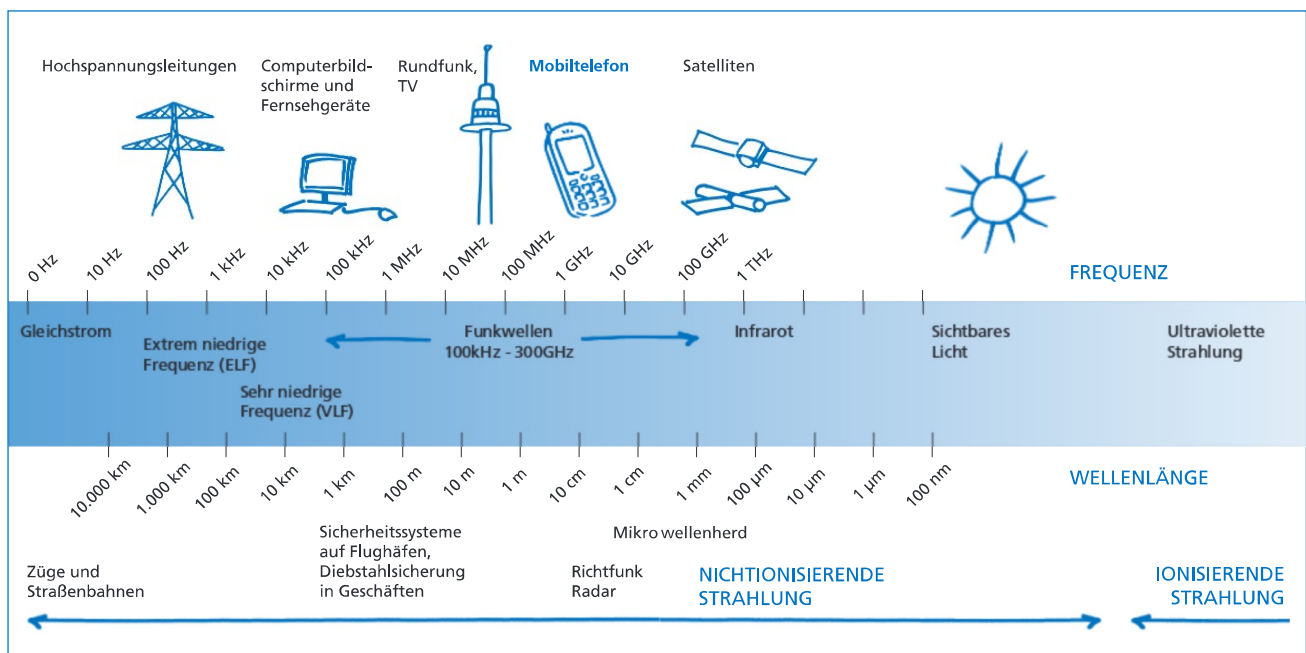 Hochspannungsleitungen
Computerbild-
schirme und
Fernsehgeräte
Rundfunk,
TV
Mobiltelefon
Satelliten
0 Hz
10 Hz
100 Hz
1 kHz
10 kHz
100 kHz
1 MHz
10 MHz
100 MHz
1 GHz
10 GHz
100 GHz
1 THz
FREQUENZ
Gleichstrom
Extrem niedrige
Frequenz (ELF)
Sehr niedrige
Frequenz (VLF)
Funkwellen
100kHz - 300GHz
Infrarot
Sichtbares
Licht
Ultraviolette
Strahlung
10.000 km
1.000 km
100 km
10 km
1 km
100 m
10 m
1 m
10 cm
1 cm
1 mm
100 µm
10 µm
1 µm
100 nm
WELLENLÄNGE
Züge und
Straßenbahnen
Sicherheitssysteme
auf Flughäfen,
Diebstahlsicherung
in Geschäften
Mikro wellenherd
Richtfunk
Radar
NICHTIONISIERENDE
STRAHLUNG
IONISIERENDE
STRAHLUNG